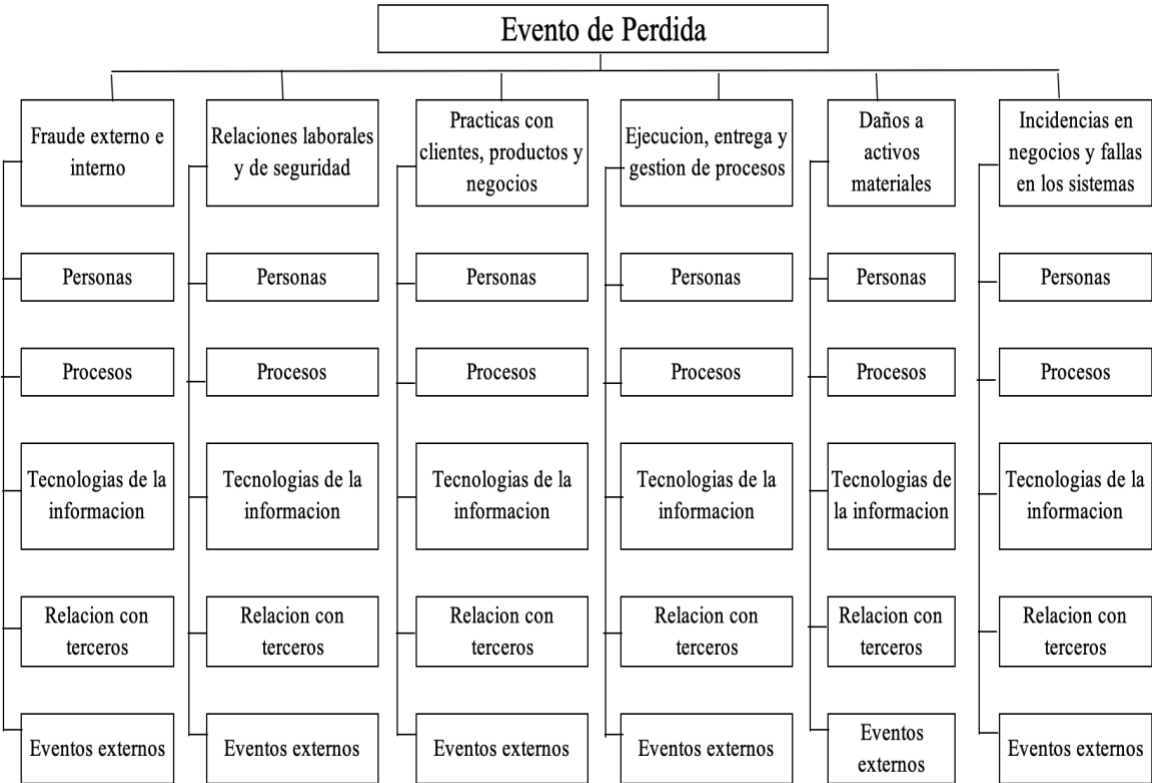 Evento de Perdida
Fraude externo e
interno
Relaciones laborales
y de seguridad
Practicas con
clientes, productos y
negocios
Ejecucion, entrega y
gestion de procesos
Daños a
activos
materiales
Incidencias en
negocios y fallas
en los sistemas
Personas
Personas
Personas
Personas
Personas
Personas
Procesos
Procesos
Procesos
Procesos
Procesos
Procesos
Tecnologias de la
informacion
Tecnologias de la
informacion
Tecnologias de la
informacion
Tecnologias de la
informacion
Tecnologias de
la informacion
Tecnologias de la
informacion
Relacion con
terceros
Relacion con
terceros
Relacion con
terceros
Relacion con
terceros
Relacion con
terceros
Relacion con
terceros
Eventos externos
Eventos externos
Eventos externos
Eventos externos
Eventos
externos
Eventos externos